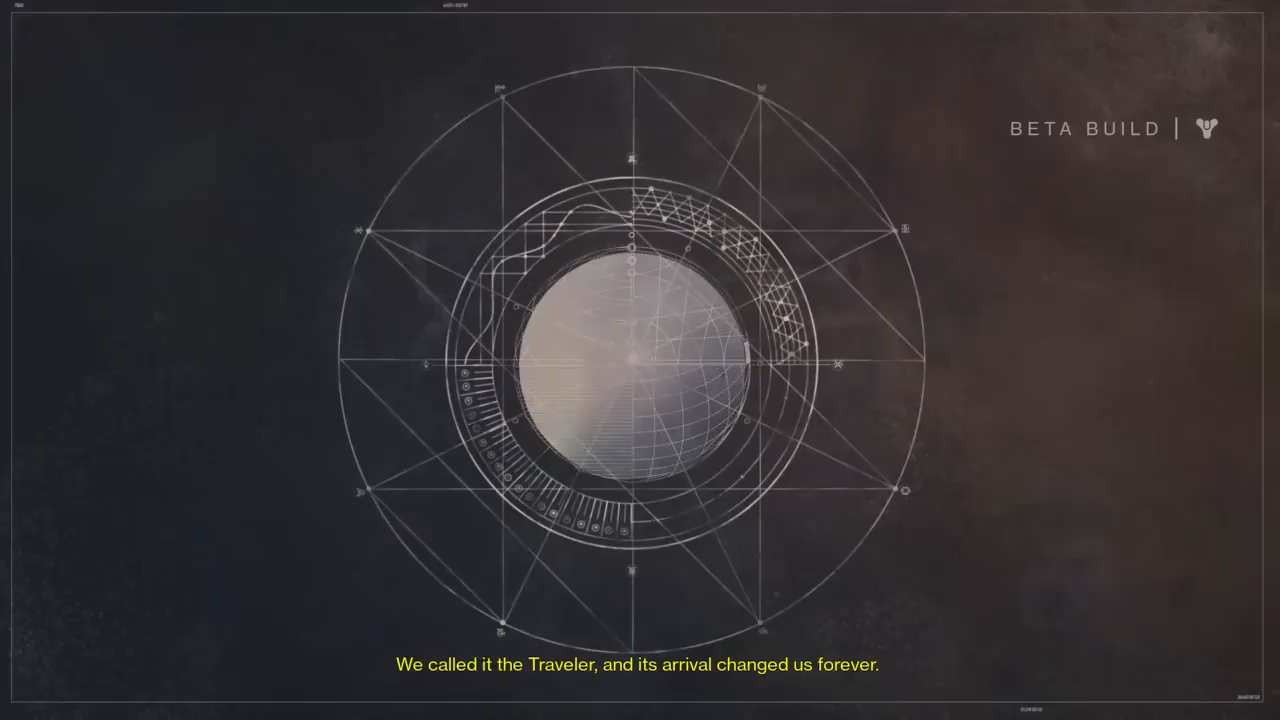 BETA BUILD
We called it the Traveler, and its arrival changed us forever.